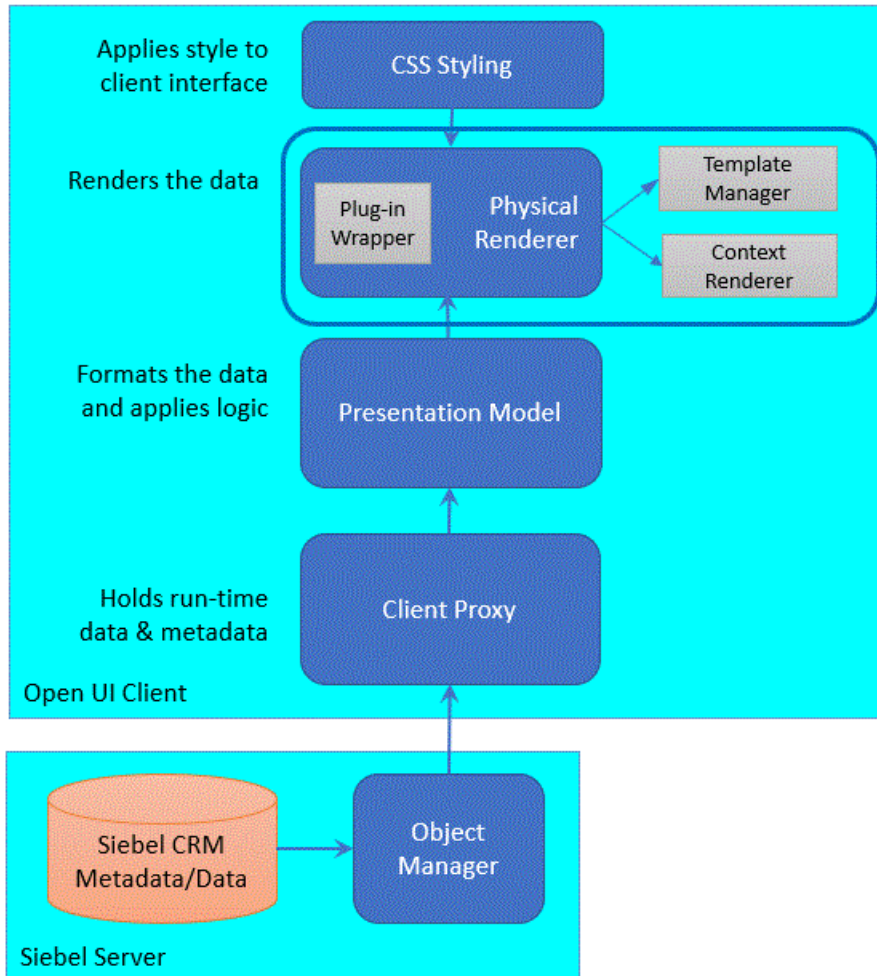 Applies style to
client interface
CSS Styling
Renders the data
Plug-in
Wrapper
Physical
Renderer
Template
Manager
Context
Renderer
Formats the data
and applies logic
Presentation Model
Holds run-time
data & metadata
Client Proxy
Open UI Client
Siebel CRM
Metadata/Data
Object
Manager
Siebel Server